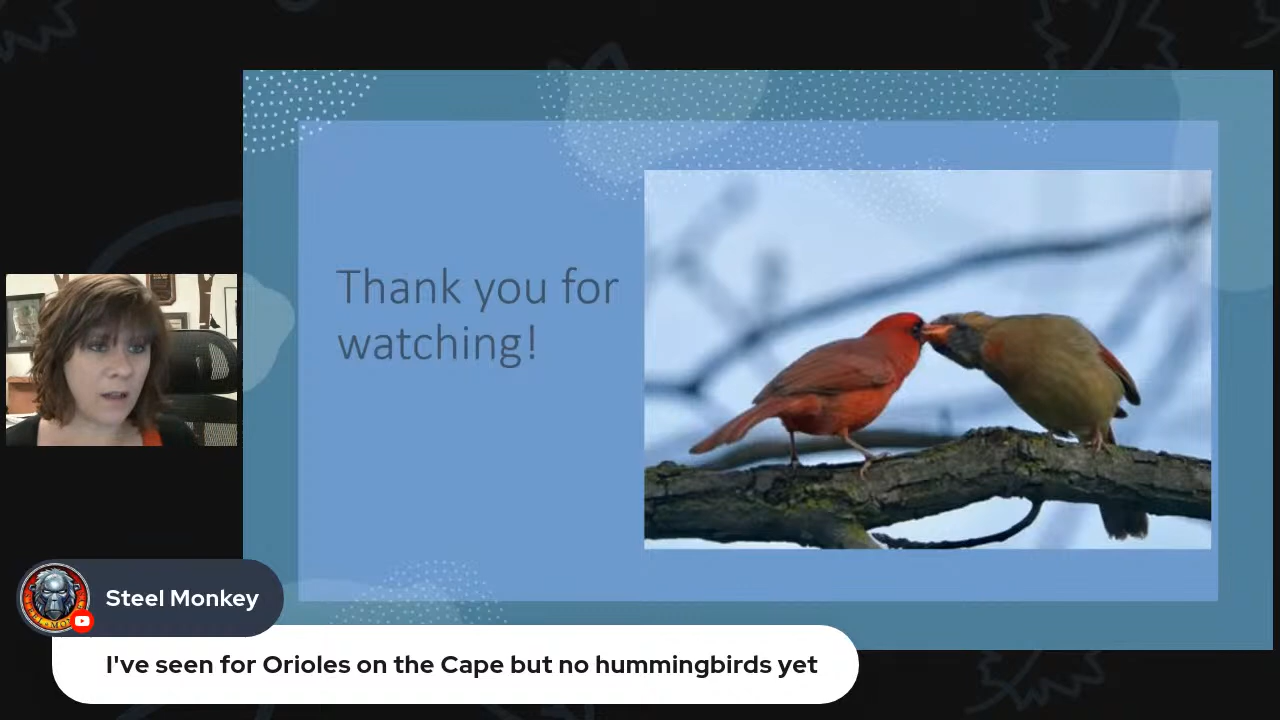 Thank you for
watching!
Steel Monkey
I've seen for Orioles on the Cape but no hummingbirds yet